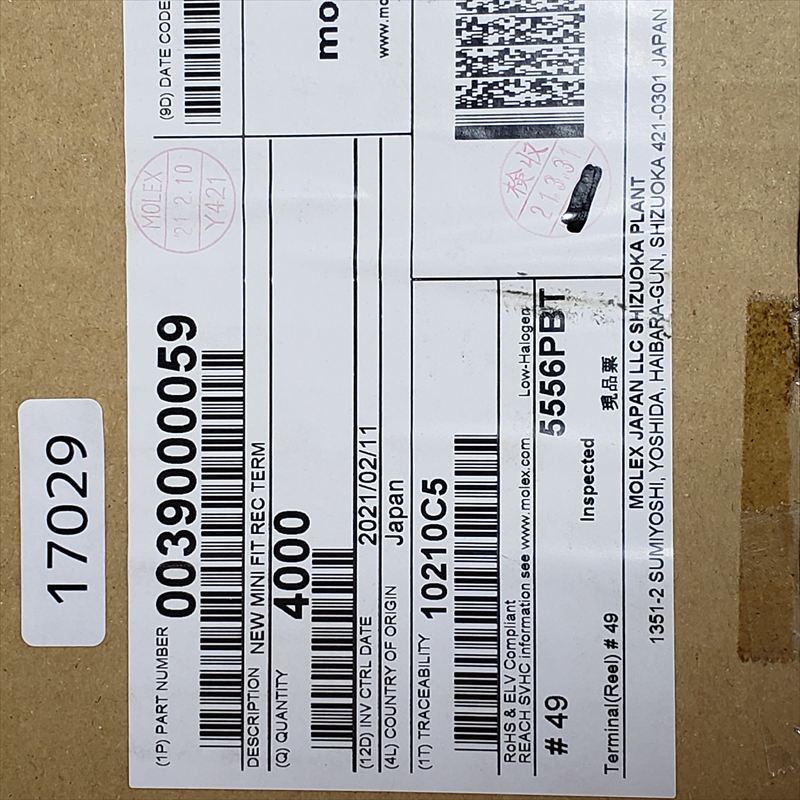 17029
(1P) PART NUMBER 0039000059
DESCRIPTION NEW MINI FIT REC TERM
(Q) QUANTITY 4000
(12D) INV CTRL DATE 2021/02/11
(4L) COUNTRY OF ORIGIN Japan
(1T) TRACEABILITY 10210C5
(9D) DATE CODE
mo
www.mo
MOLEX
'21 2. 10
Y421
検収
21.3.31
RoHS & ELV Compliant
REACH SVHC information see www.molex.com Low-Halogen
# 49 5556PBT
Inspected
Terminal(Reel) # 49 現品票
MOLEX JAPAN LLC SHIZUOKA PLANT
1351-2 SUMIYOSHI, YOSHIDA, HAIBARA-GUN, SHIZUOKA 421-0301 JAPAN